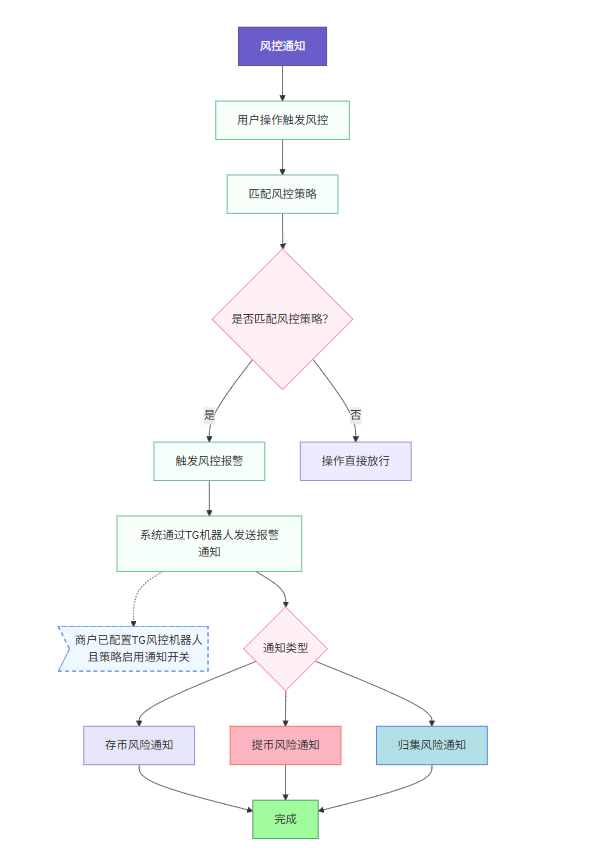 风控通知
用户操作触发风控
匹配风控策略
是否匹配风控策略?
是
否
触发风控报警
操作直接放行
系统通过TG机器人发送报警
通知
商户已配置TG风控机器人
且策略启用通知开关
通知类型
存币风险通知
提币风险通知
归集风险通知
完成